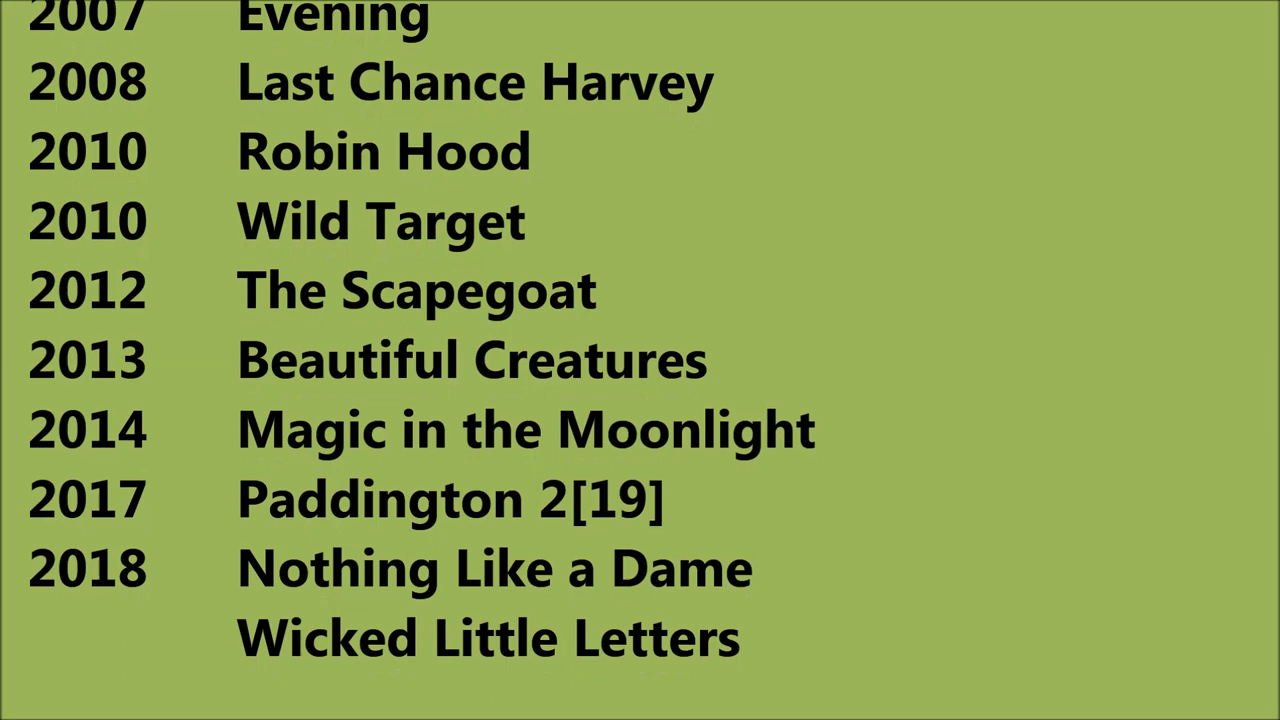 2007 Evening
2008 Last Chance Harvey
2010 Robin Hood
2010 Wild Target
2012 The Scapegoat
2013 Beautiful Creatures
2014 Magic in the Moonlight
2017 Paddington 2[19]
2018 Nothing Like a Dame
Wicked Little Letters